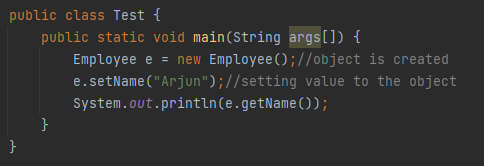 public class Test {
    public static void main(String args[]) {
        Employee e = new Employee();//object is created
        e.setName("Arjun");//setting value to the object
        System.out.println(e.getName());
    }
}